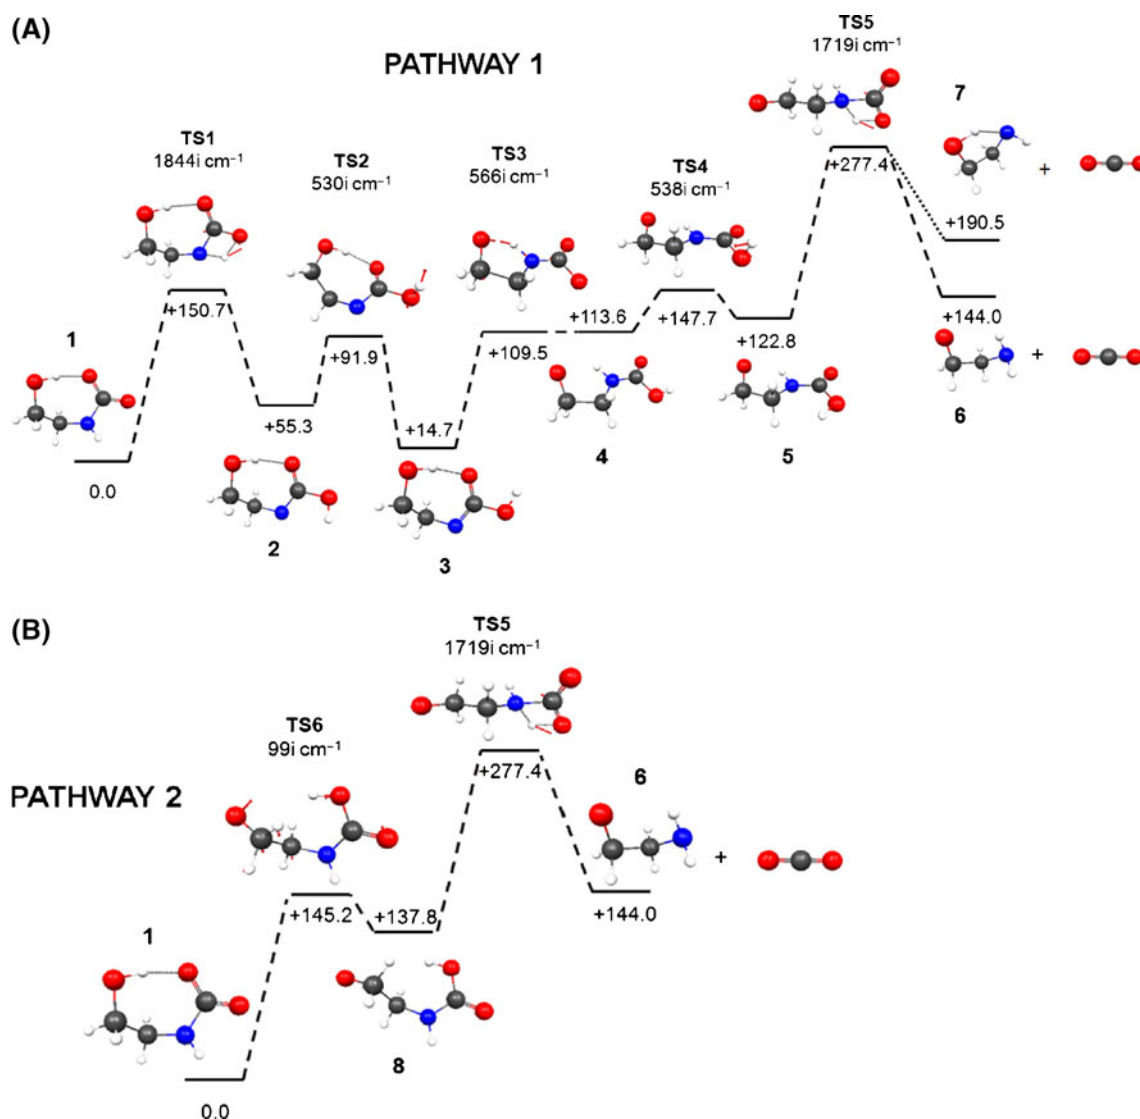 (A)
PATHWAY 1
TS5
1719i cm⁻¹
7
TS1
1844i cm⁻¹
TS2
530i cm⁻¹
TS3
566i cm⁻¹
TS4
538i cm⁻¹
+277.4
+
+190.5
+150.7
+113.6
+147.7
+122.8
+144.0
1
+91.9
+109.5
+55.3
+14.7
+
6
4
5
0.0
2
3
(B)
TS5
1719i cm⁻¹
TS6
99i cm⁻¹
+277.4
6
PATHWAY 2
+
+145.2
+137.8
+144.0
1
8
0.0